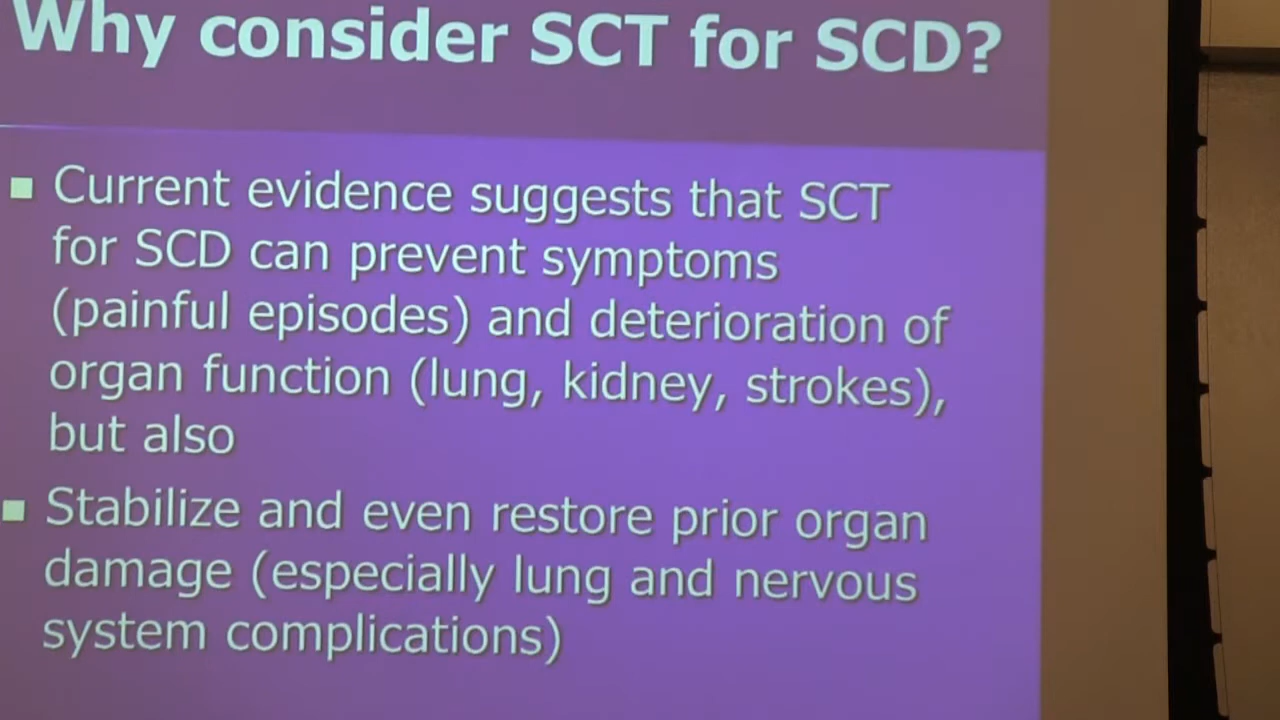 Why consider SCT for SCD?
Current evidence suggests that SCT
for SCD can prevent symptoms
(painful episodes) and deterioration of
organ function (lung, kidney, strokes),
but also
Stabilize and even restore prior organ
damage (especially lung and nervous
system complications)